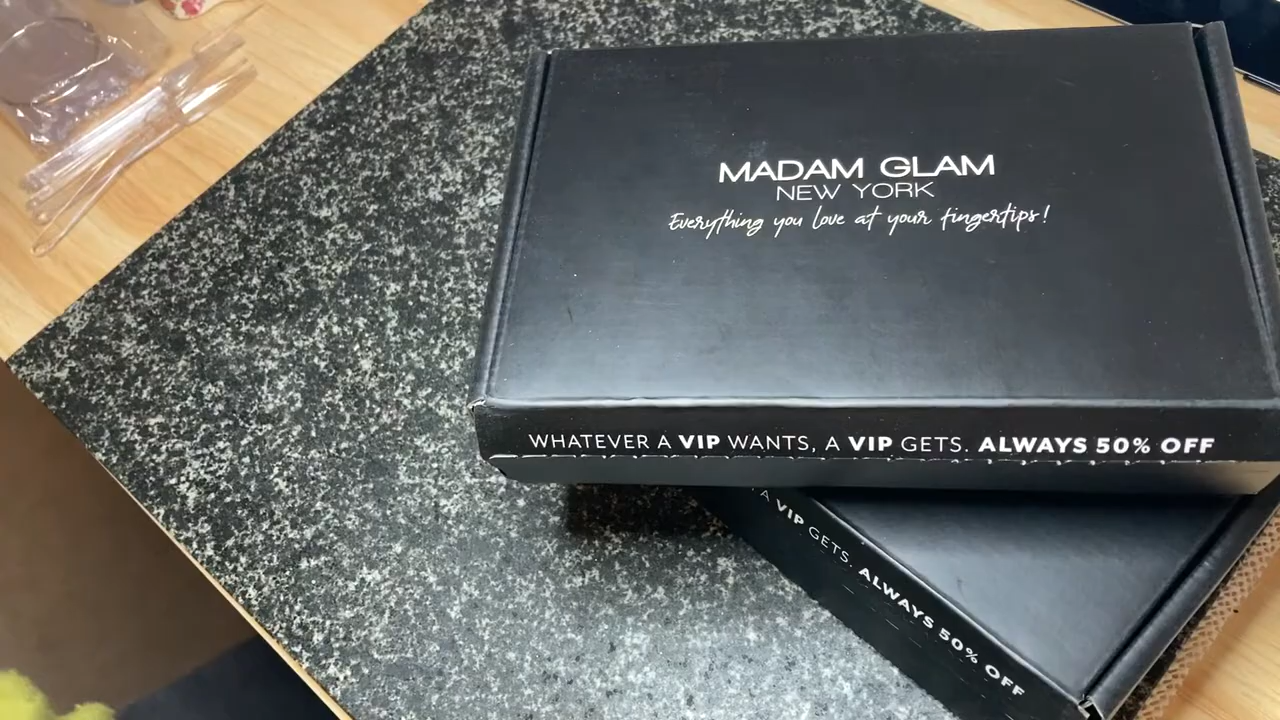 MADAM GLAM
NEW YORK
Everything you love at your fingertips!
WHATEVER A VIP WANTS, A VIP GETS. ALWAYS 50% OFF
A VIP GETS. ALWAYS 50% OFF